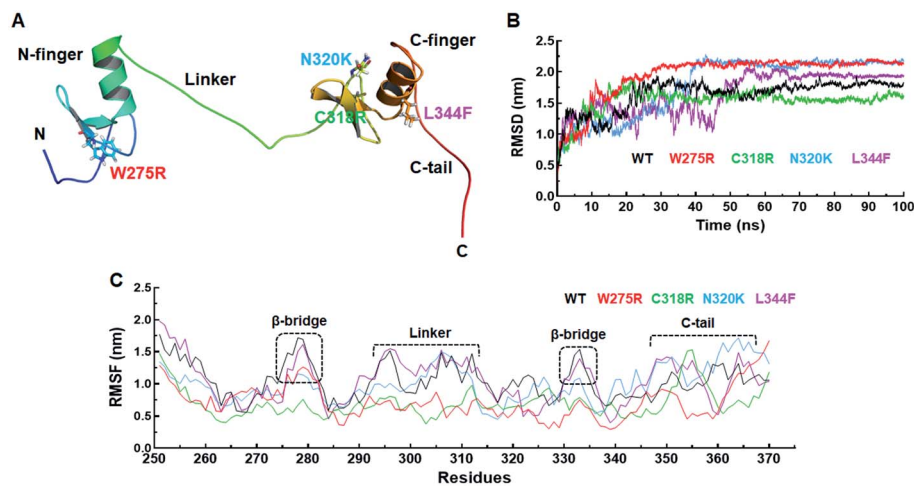 A
N-finger
N
W275R
Linker
N320K
C318R
C-finger
L344F
C-tail
C
B
RMSD (nm)
2.5
2.0
1.5
1.0
0.5
0.0
WT W275R C318R N320K L344F
0 10 20 30 40 50 60 70 80 90 100
Time (ns)
C
RMSF (nm)
2.5
2.0
1.5
1.0
0.5
0.0
WT W275R C318R N320K L344F
β-bridge
Linker
β-bridge
C-tail
250 260 270 280 290 300 310 320 330 340 350 360 370
Residues